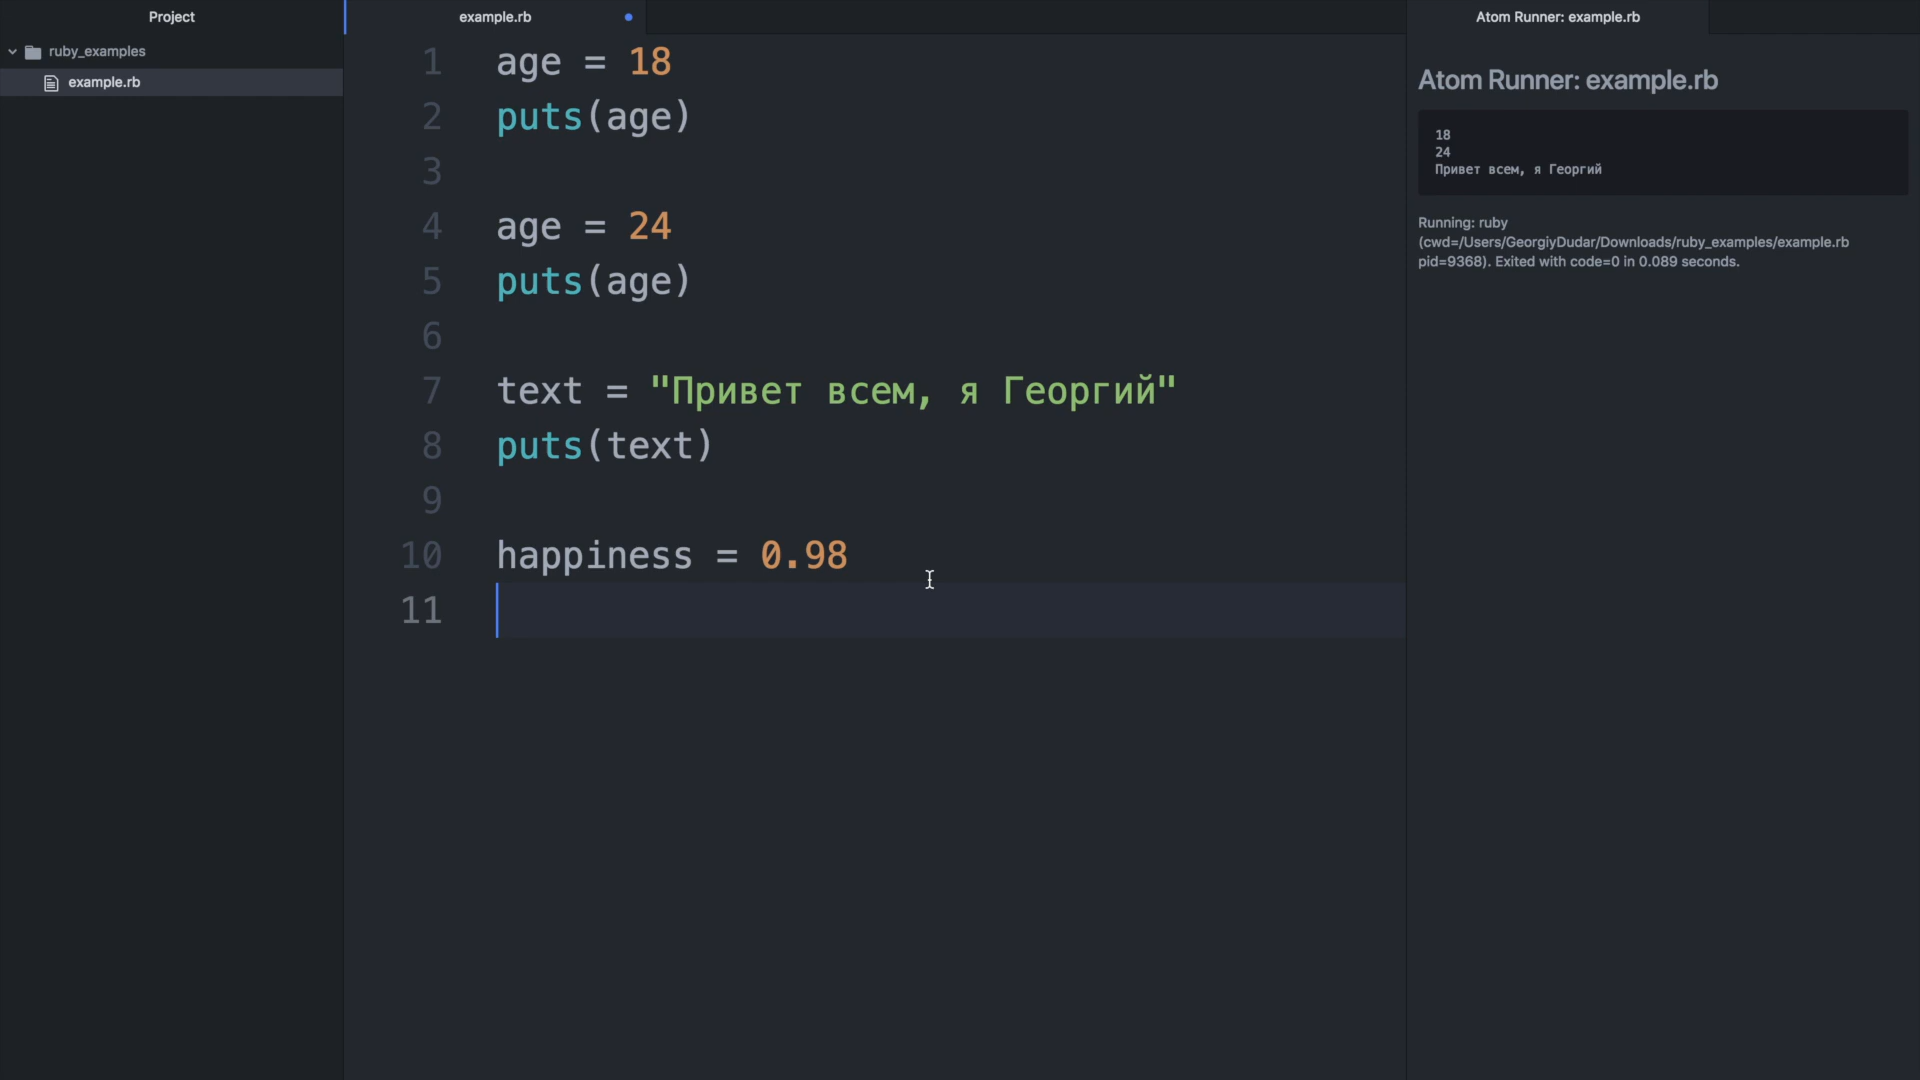 Project
ruby_examples
example.rb
example.rb
1 age = 18
2 puts(age)
3
4 age = 24
5 puts(age)
6
7 text = "Привет всем, я Георгий"
8 puts(text)
9
10 happiness = 0.98
11
Atom Runner: example.rb
Atom Runner: example.rb
18
24
Привет всем, я Георгий
Running: ruby
(cwd=/Users/GeorgiyDudar/Downloads/ruby_examples/example.rb
pid=9368). Exited with code=0 in 0.089 seconds.